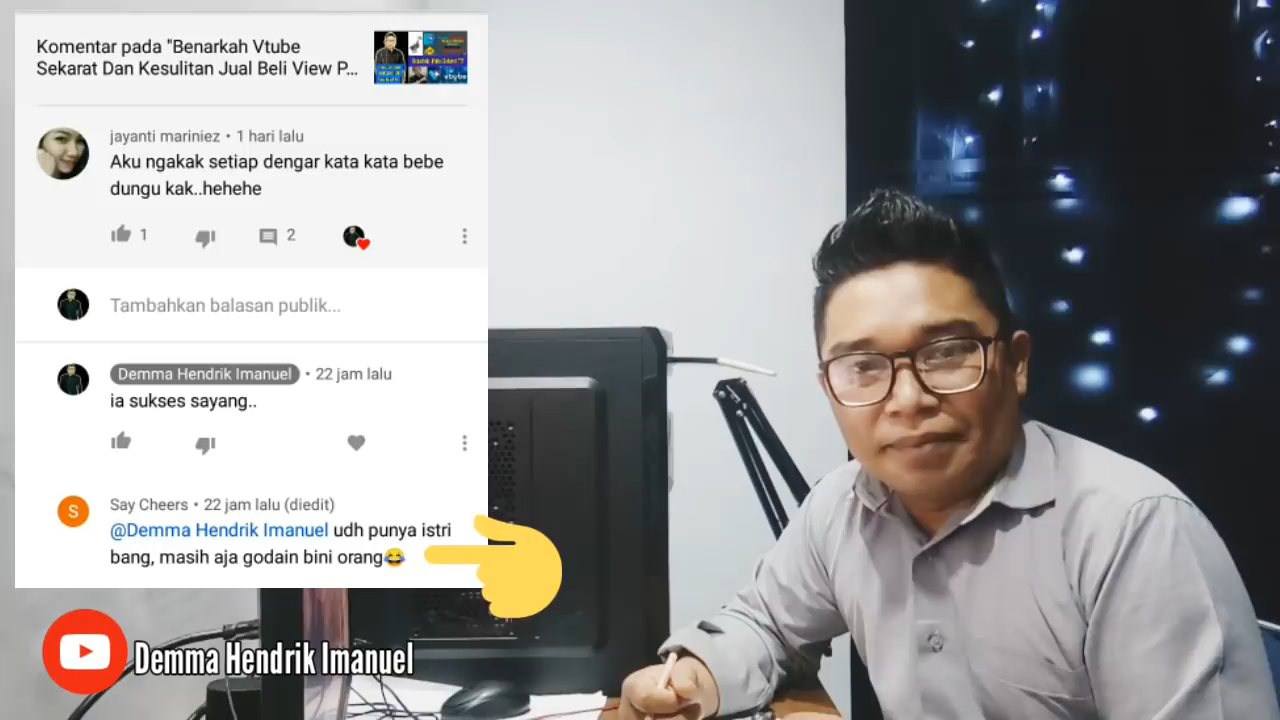 Komentar pada "Benarkah Vtube
Sekarat Dan Kesulitan Jual Beli View P...
jayanti mariniez • 1 hari lalu
Aku ngakak setiap dengar kata kata bebe
dungu kak..hehehe
1
2
Tambahkan balasan publik...
Demma Hendrik Imanuel • 22 jam lalu
ia sukses sayang..
S
Say Cheers • 22 jam lalu (diedit)
@Demma Hendrik Imanuel udh punya istri
bang, masih aja godain bini orang😂
Demma Hendrik Imanuel